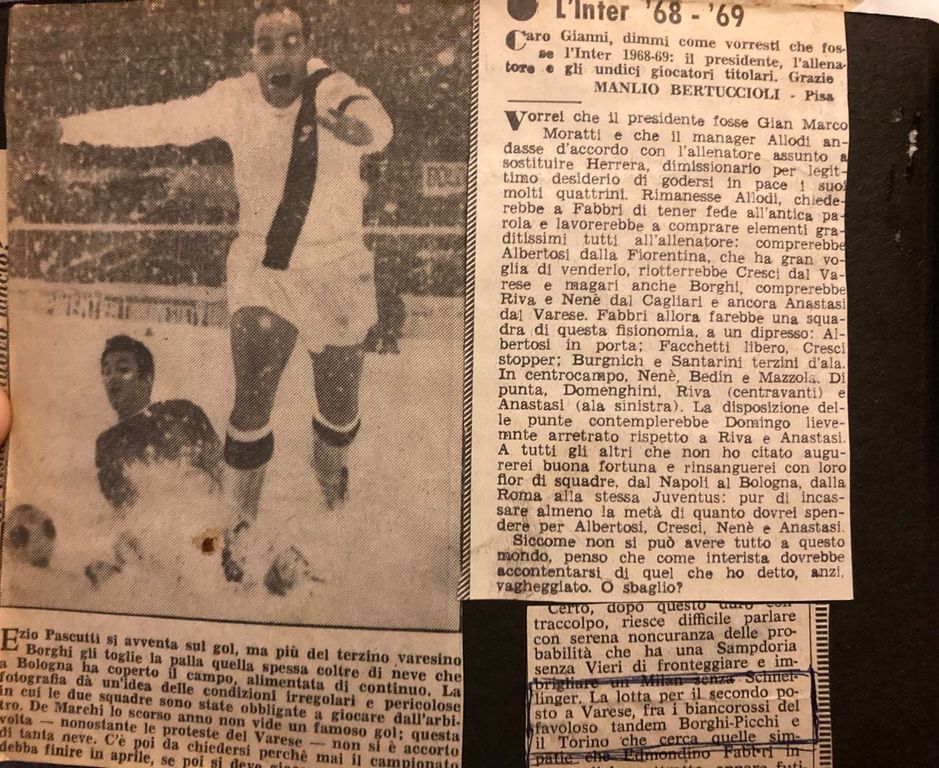 L'Inter '68 - '69
Caro Gianni, dimmi come vorresti che fos-
se l'Inter 1968-69: il presidente, l'allena-
tore e gli undici giocatori titolari. Grazie
MANLIO BERTUCCIOLI - Pisa
Vorrei che il presidente fosse Gian Marco
Moratti e che il manager Allodi an-
dasse d'accordo con l'allenatore assunto a
sostituire Herrera, dimissionario per legit-
timo desiderio di godersi in pace i suoi
molti quattrini. Rimanesse Allodi, chiede-
rebbe a Fabbri di tener fede all'antica pa-
rola e lavorerebbe a comprare elementi gra-
ditissimi tutti all'allenatore: comprerebbe
Albertosi dalla Fiorentina, che ha gran vo-
glia di venderlo, riotterrebbe Cresci dal Va-
rese e magari anche Borghi, comprerebbe
Riva e Nenè dal Cagliari e ancora Anastasi
dal Varese. Fabbri allora farebbe una squa-
dra di questa fisionomia, a un dipresso: Al-
bertosi in porta; Facchetti libero, Cresci
stopper; Burgnich e Santarini terzini d'ala.
In centrocampo, Nenè, Bedin e Mazzola. Di
punta, Domenghini, Riva (centravanti) e
Anastasi (ala sinistra). La disposizione del-
le punte contemplerebbe Domingo lieve-
mnte arretrato rispetto a Riva e Anastasi.
A tutti gli altri che non ho citato augu-
rerei buona fortuna e rinsanguerei con loro
fior di squadre, dal Napoli al Bologna, dalla
Roma alla stessa Juventus: pur di incas-
sare almeno la metà di quanto dovrei spen-
dere per Albertosi, Cresci, Nenè e Anastasi.
Siccome non si può avere tutto a questo
mondo, penso che come interista dovrebbe
accontentarsi di quel che ho detto, anzi,
vagheggiato. O sbaglio?
Ezio Pascutti si avventa sul gol, ma più del terzino varesino
Borghi gli toglie la palla quella spessa coltre di neve che
a Bologna ha coperto il campo, alimentata di continuo. La
fotografia dà un'idea delle condizioni irregolari e pericolose
in cui le due squadre sono state obbligate a giocare dall'arbi-
tro. De Marchi lo scorso anno non vide un famoso gol; questa
volta — nonostante le proteste del Varese — non si è accorto
di tanta neve. C'è poi da chiedersi perchè mai il campionato
debba finire in aprile, se poi si deve
Certo, dopo questo duro con-
traccolpo, riesce difficile parlare
con serena noncuranza delle pro-
babilità che ha una Sampdoria
senza Vieri di fronteggiare e im-
brigliare un Milan senza Schnel-
linger. La lotta per il secondo po-
sto a Varese, fra i biancorossi del
favoloso tandem Borghi-Picchi e
il Torino che cerca quelle sim-
patie che Edmondino Fabbri in